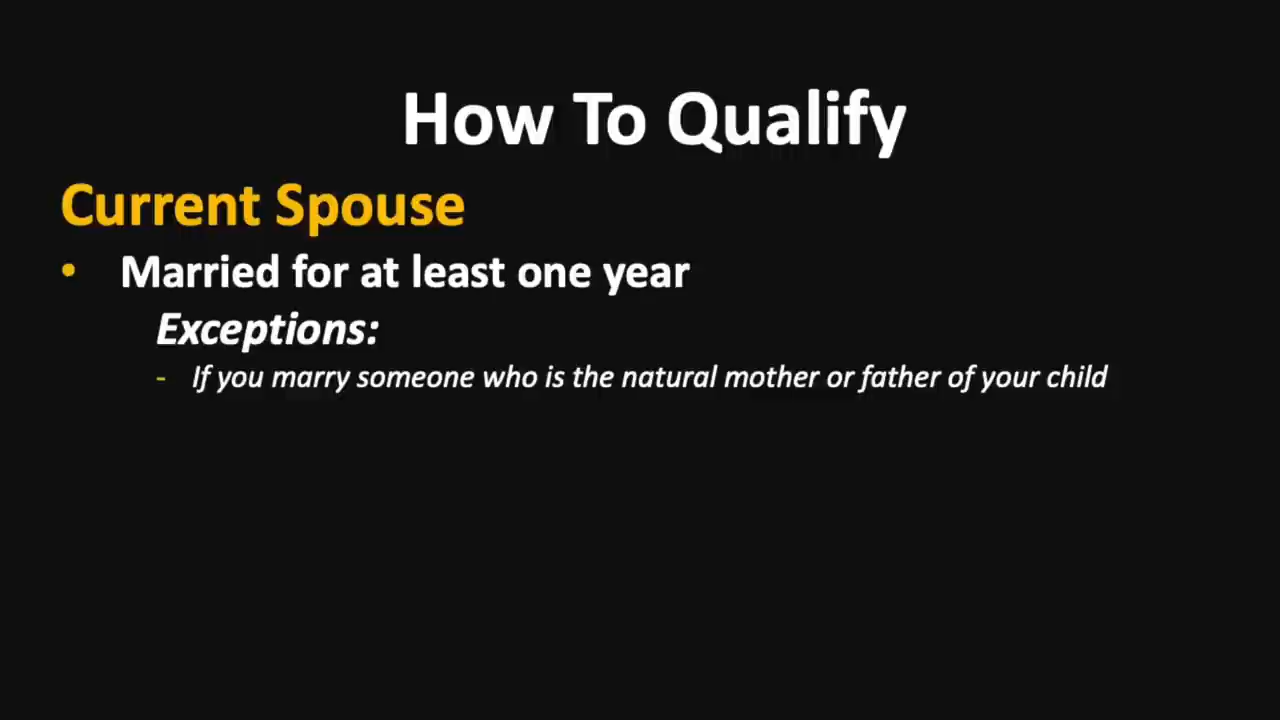 How To Qualify
Current Spouse
• Married for at least one year
Exceptions:
- If you marry someone who is the natural mother or father of your child